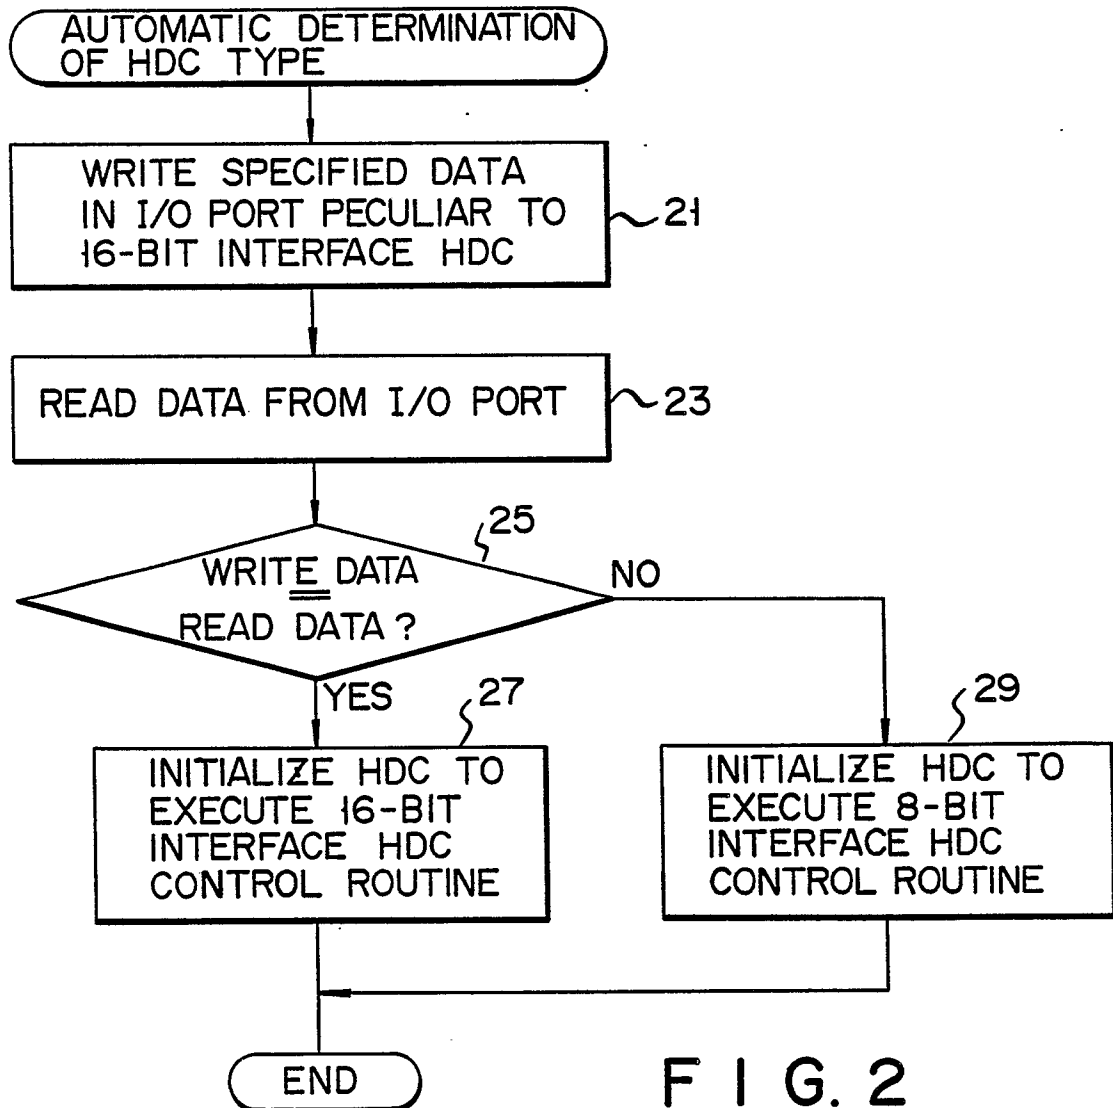 AUTOMATIC DETERMINATION
OF HDC TYPE
WRITE SPECIFIED DATA
IN I/O PORT PECULIAR TO
16-BIT INTERFACE HDC
21
READ DATA FROM I/O PORT
23
25
WRITE DATA
=
READ DATA?
NO
YES
27
INITIALIZE HDC TO
EXECUTE 16-BIT
INTERFACE HDC
CONTROL ROUTINE
29
INITIALIZE HDC TO
EXECUTE 8-BIT
INTERFACE HDC
CONTROL ROUTINE
END
FIG. 2